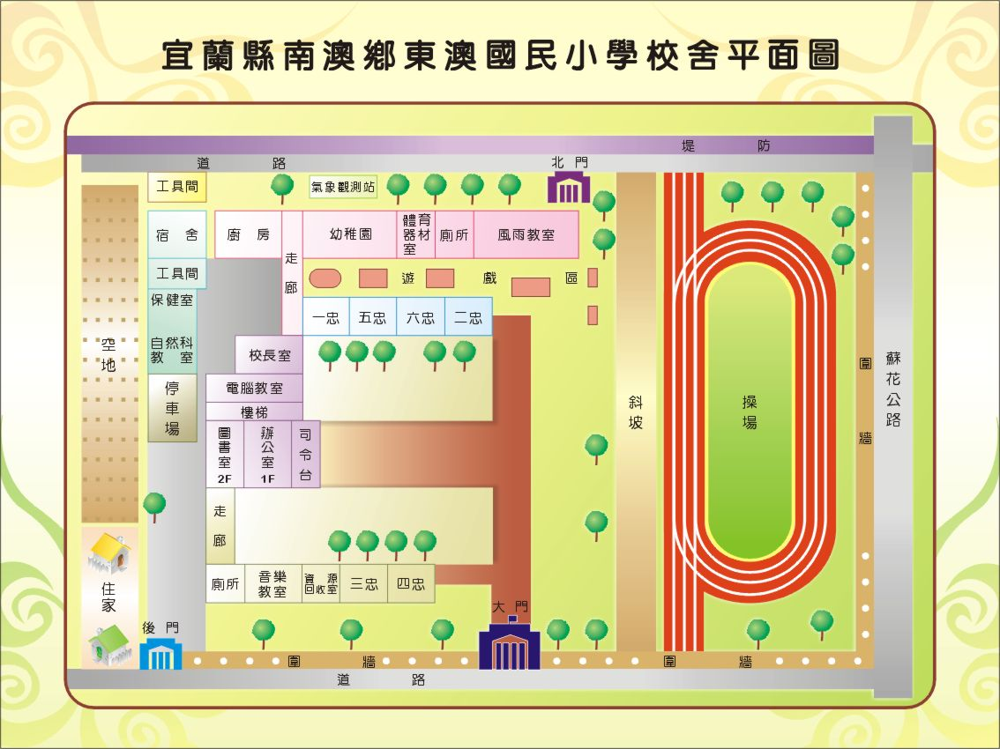 宜蘭縣南澳鄉東澳國民小學校舍平面圖
堤防
道路
北門
工具間
氣象觀測站
宿舍
廚房
走廊
幼稚園
體育器材室
廁所
風雨教室
工具間
遊戲區
保健室
自然科教室
一忠
五忠
六忠
二忠
空地
校長室
停車場
電腦教室
樓梯
圖書室2F
辦公室1F
司令台
斜坡
操場
圍牆
蘇花公路
走廊
住家
廁所
音樂教室
資源回收室
三忠
四忠
大門
後門
圍牆
圍牆
道路